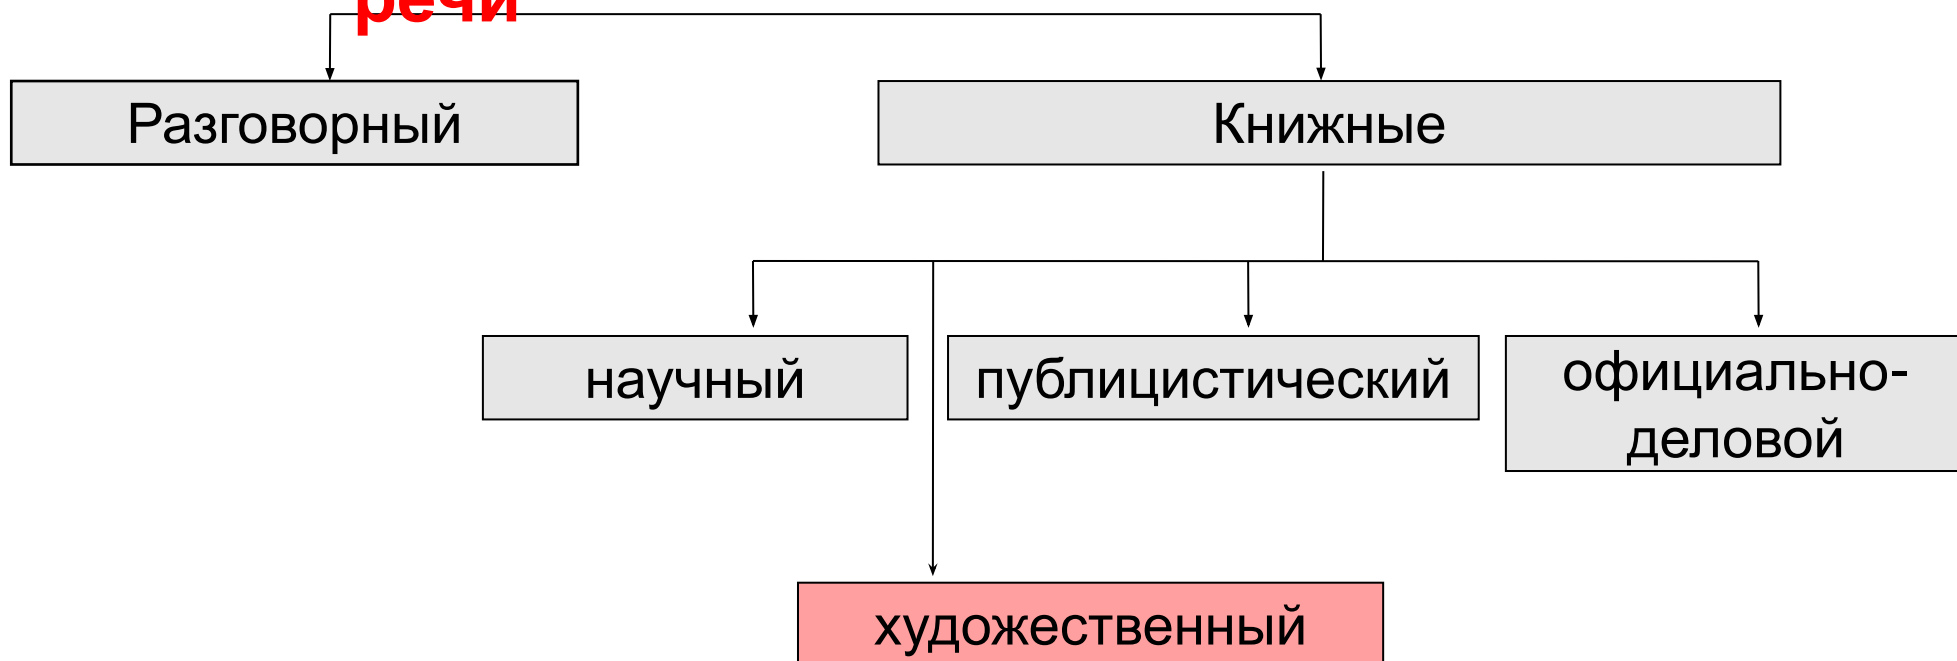 речи
Разговорный
Книжные
научный
публицистический
официально-
деловой
художественный